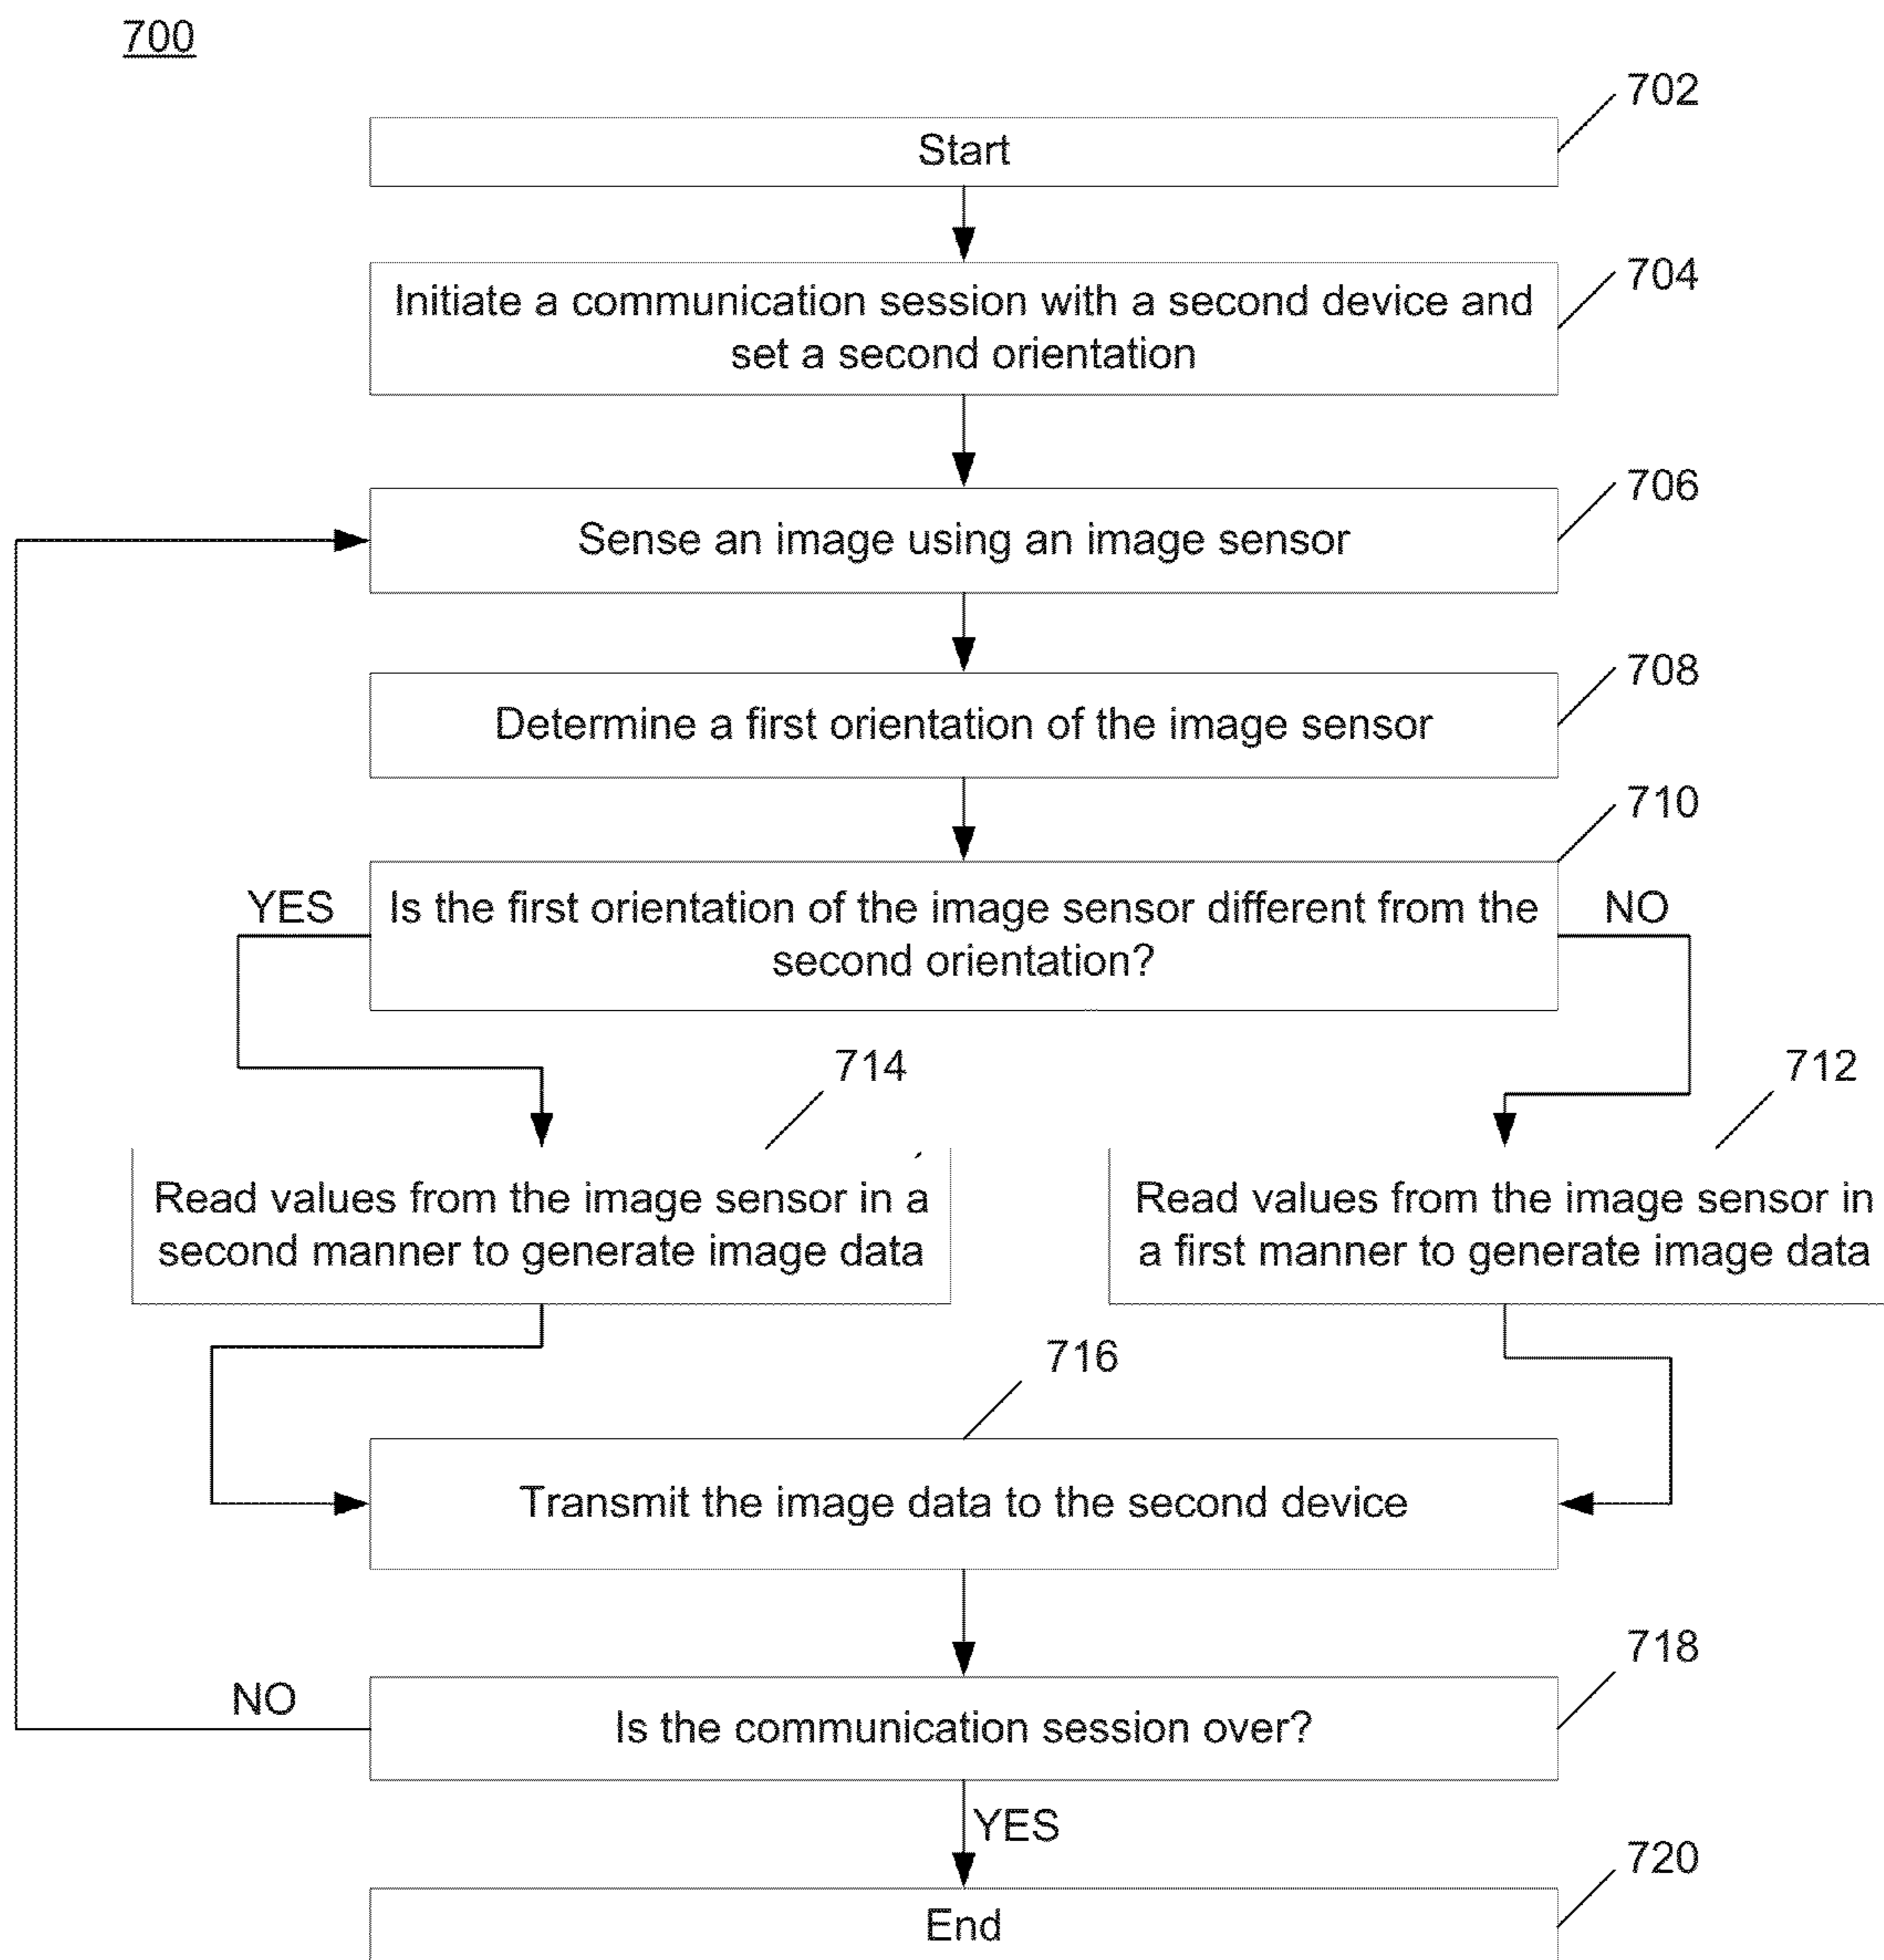 700
702
Start
704
Initiate a communication session with a second device and
set a second orientation
706
Sense an image using an image sensor
708
Determine a first orientation of the image sensor
710
YES
Is the first orientation of the image sensor different from the
second orientation?
NO
714
712
Read values from the image sensor in a
second manner to generate image data
Read values from the image sensor in
a first manner to generate image data
716
Transmit the image data to the second device
718
NO
Is the communication session over?
YES
720
End